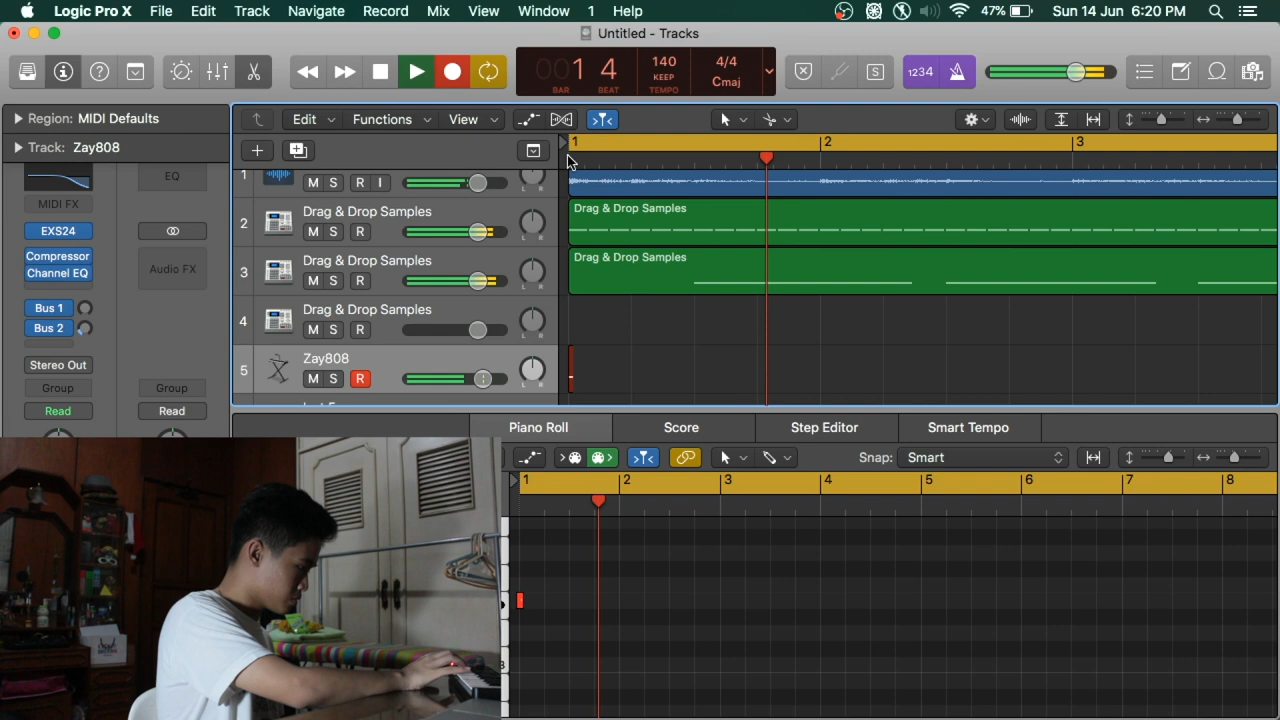 Logic Pro X File Edit Track Navigate Record Mix View Window 1 Help 47% Sun 14 Jun 6:20 PM
Untitled - Tracks
001 4 140 4/4
KEEP Cmaj
BAR BEAT TEMPO
1234
Region: MIDI Defaults
Edit Functions View
Track: Zay808
1 2 3
EQ
MIDI FX
EXS24
Compressor
Channel EQ
Audio FX
Bus 1
Bus 2
Stereo Out
Group Group
Read Read
1 M S R I L R
2 Drag & Drop Samples
M S R L R
Drag & Drop Samples
3 Drag & Drop Samples
M S R L R
Drag & Drop Samples
4 Drag & Drop Samples
M S R L R
5 Zay808
M S R L R
Piano Roll Score Step Editor Smart Tempo
Snap: Smart
1 2 3 4 5 6 7 8